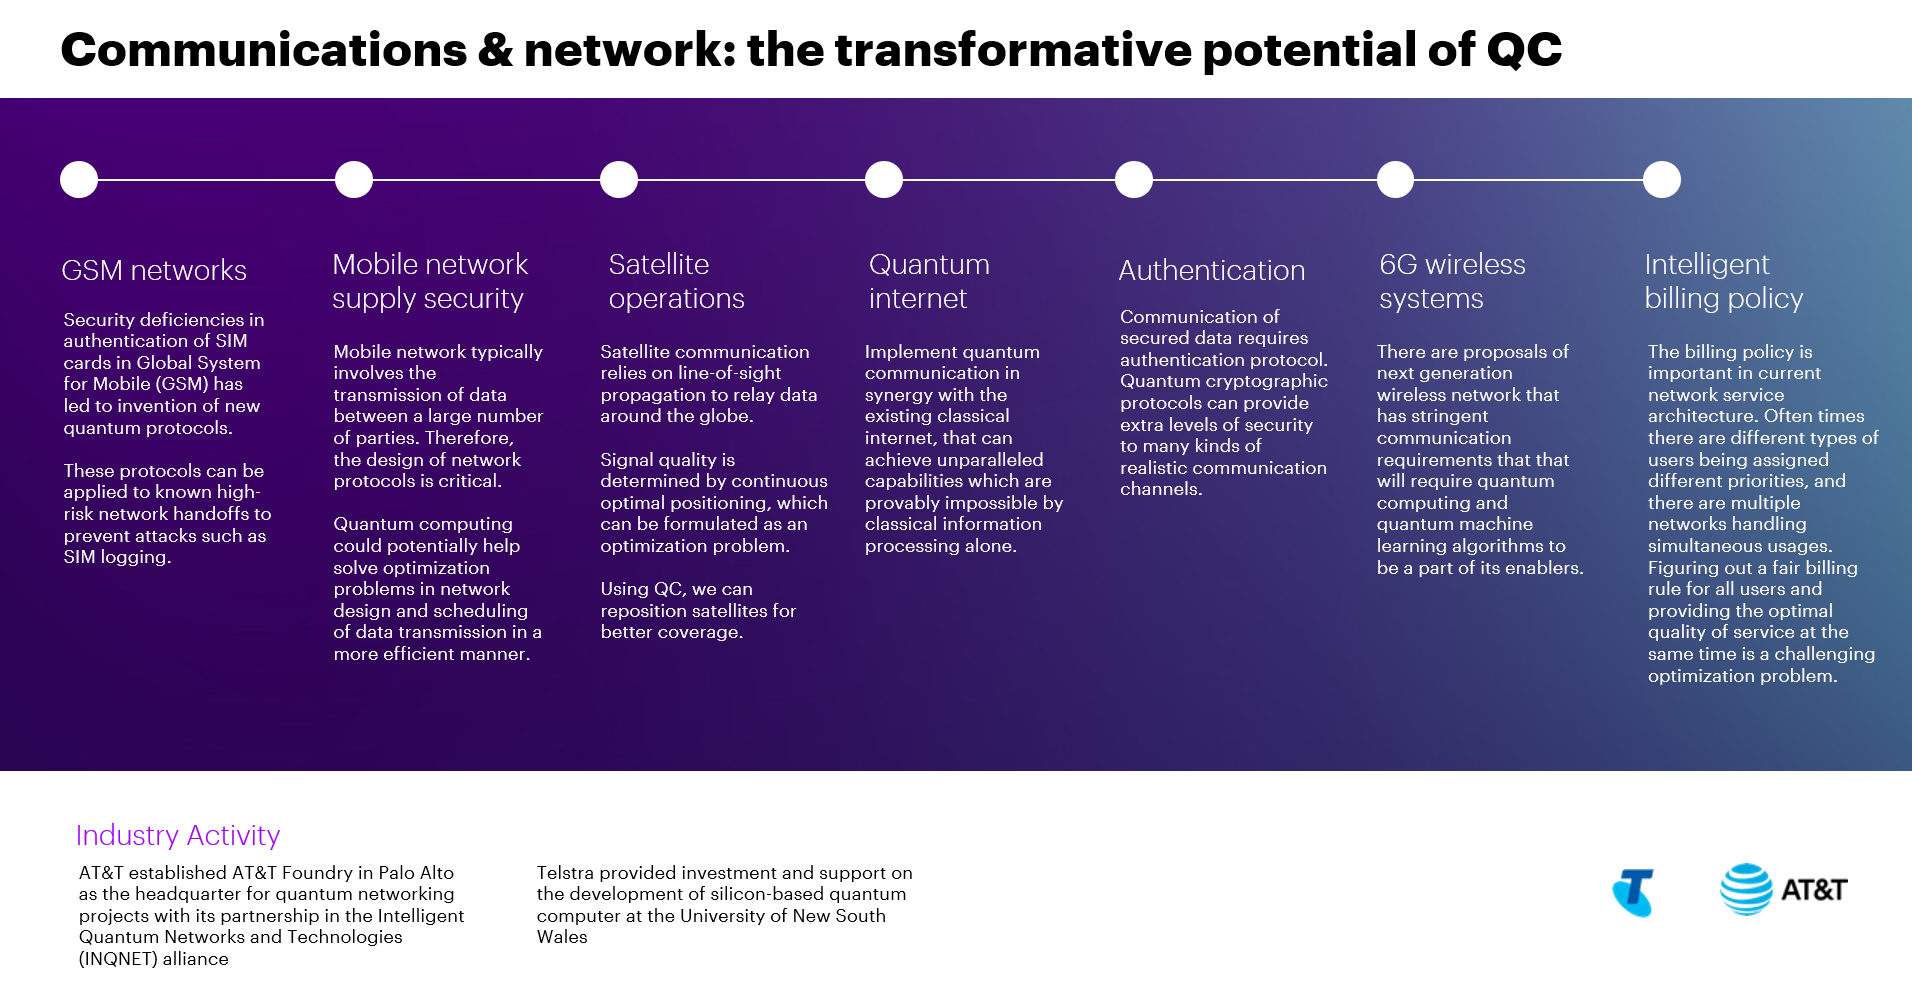 Communications & network: the transformative potential of QC
GSM networks
Security deficiencies in
authentication of SIM
cards in Global System
for Mobile (GSM) has
led to invention of new
quantum protocols.
These protocols can be
applied to known high-
risk network handoffs to
prevent attacks such as
SIM logging.
Mobile network
supply security
Mobile network typically
involves the
transmission of data
between a large number
of parties. Therefore,
the design of network
protocols is critical.
Quantum computing
could potentially help
solve optimization
problems in network
design and scheduling
of data transmission in a
more efficient manner.
Satellite
operations
Satellite communication
relies on line-of-sight
propagation to relay data
around the globe.
Signal quality is
determined by continuous
optimal positioning, which
can be formulated as an
optimization problem.
Using QC, we can
reposition satellites for
better coverage.
Quantum
internet
Implement quantum
communication in
synergy with the
existing classical
internet, that can
achieve unparalleled
capabilities which are
provably impossible by
classical information
processing alone.
Authentication
Communication of
secured data requires
authentication protocol.
Quantum cryptographic
protocols can provide
extra levels of security
to many kinds of
realistic communication
channels.
6G wireless
systems
There are proposals of
next generation
wireless network that
has stringent
communication
requirements that that
will require quantum
computing and
quantum machine
learning algorithms to
be a part of its enablers.
Intelligent
billing policy
The billing policy is
important in current
network service
architecture. Often times
there are different types of
users being assigned
different priorities, and
there are multiple
networks handling
simultaneous usages.
Figuring out a fair billing
rule for all users and
providing the optimal
quality of service at the
same time is a challenging
optimization problem.
Industry Activity
AT&T established AT&T Foundry in Palo Alto
as the headquarter for quantum networking
projects with its partnership in the Intelligent
Quantum Networks and Technologies
(INQNET) alliance
Telstra provided investment and support on
the development of silicon-based quantum
computer at the University of New South
Wales
T
AT&T